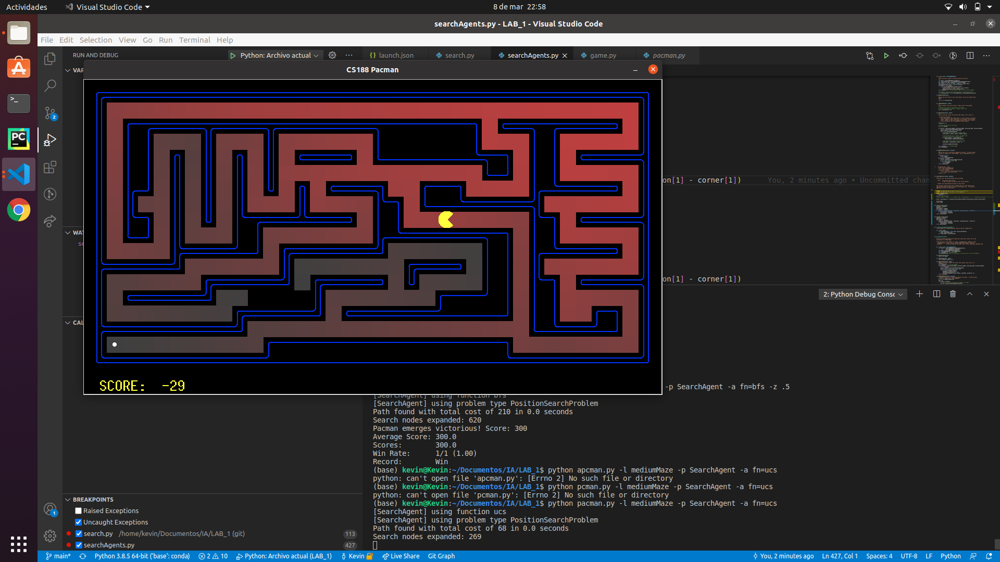 Actividades
Visual Studio Code
8 de mar 22:58
searchAgents.py - LAB_1 - Visual Studio Code
File Edit Selection View Go Run Terminal Help
RUN AND DEBUG
Python: Archivo actual
launch.json
search.py
searchAgents.py
game.py
pacman.py
VAR
CS188 Pacman
on[1] - corner[1])
You, 2 minutes ago • Uncommitted chan
WAT
se
on[1] - corner[1])
2: Python Debug Consc
CAL
SCORE: -29
-p SearchAgent -a fn=bfs -z .5
[SearchAgent] using function bfs
[SearchAgent] using problem type PositionSearchProblem
Path found with total cost of 210 in 0.0 seconds
Search nodes expanded: 620
Pacman emerges victorious! Score: 300
Average Score: 300.0
Scores: 300.0
Win Rate: 1/1 (1.00)
Record: Win
(base) kevin@Kevin:~/Documentos/IA/LAB_1$ python apcman.py -l mediumMaze -p SearchAgent -a fn=ucs
python: can't open file 'apcman.py': [Errno 2] No such file or directory
(base) kevin@Kevin:~/Documentos/IA/LAB_1$ python pcman.py -l mediumMaze -p SearchAgent -a fn=ucs
python: can't open file 'pcman.py': [Errno 2] No such file or directory
(base) kevin@Kevin:~/Documentos/IA/LAB_1$ python pacman.py -l mediumMaze -p SearchAgent -a fn=ucs
[SearchAgent] using function ucs
[SearchAgent] using problem type PositionSearchProblem
Path found with total cost of 68 in 0.0 seconds
Search nodes expanded: 269
BREAKPOINTS
Raised Exceptions
Uncaught Exceptions
search.py /home/kevin/Documentos/IA/LAB_1 (git) 113
searchAgents.py 427
PC
2
1
main* Python 3.8.5 64-bit ('base': conda) 2 10 Python: Archivo actual (LAB_1) Kevin Live Share Git Graph
You, 2 minutes ago Ln 427, Col 1 Spaces: 4 UTF-8 LF Python